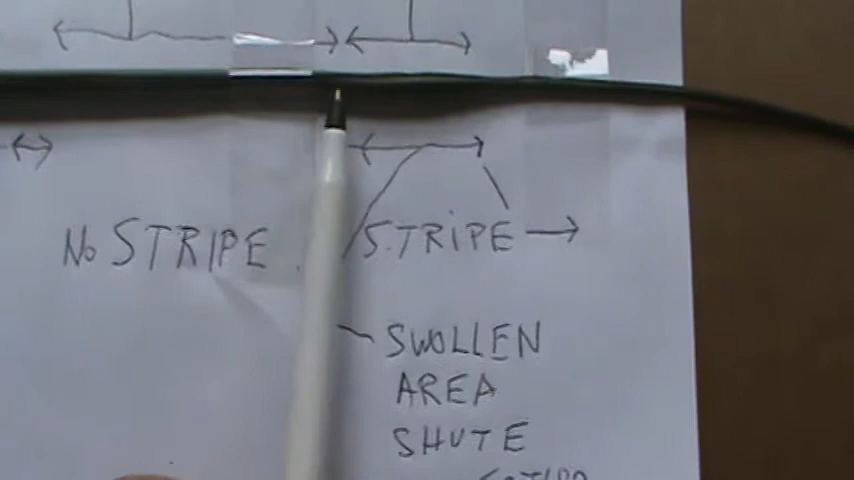 No STRIPE
STRIPE
SWOLLEN
AREA
SHUTE